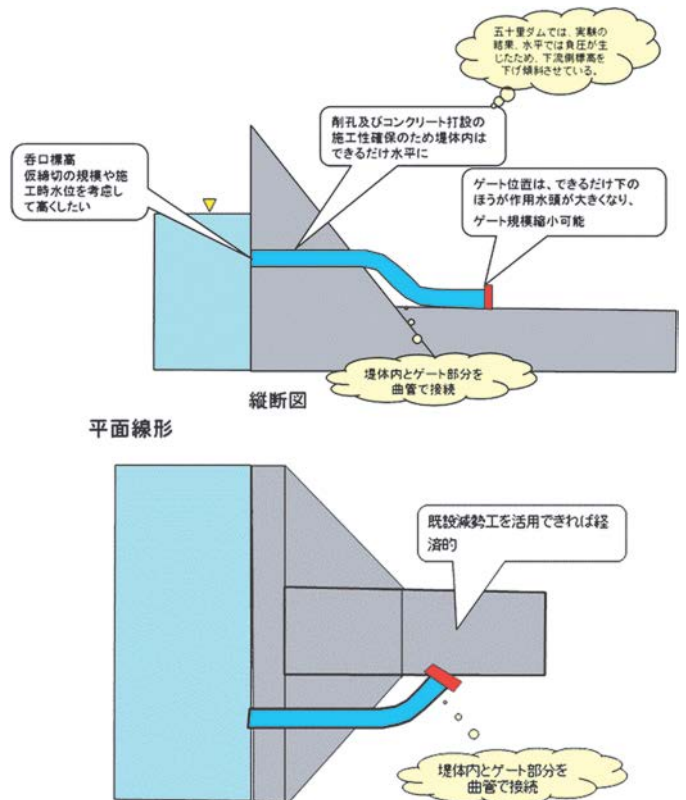 五十里ダムでは、実験の
結果、水平では負圧が生
じたため、下流側標高を
下げ傾斜させている。
削孔及びコンクリート打設の
施工性確保のため堤体内は
できるだけ水平に
呑口標高
仮締切の規模や施
工時水位を考慮し
て高くしたい
ゲート位置は、できるだけ下の
ほうが作用水頭が大きくなり、
ゲート規模縮小可能
堤体内とゲート部分を
曲管で接続
縦断図
平面線形
既設減勢工を活用できれば経
済的
堤体内とゲート部分を
曲管で接続